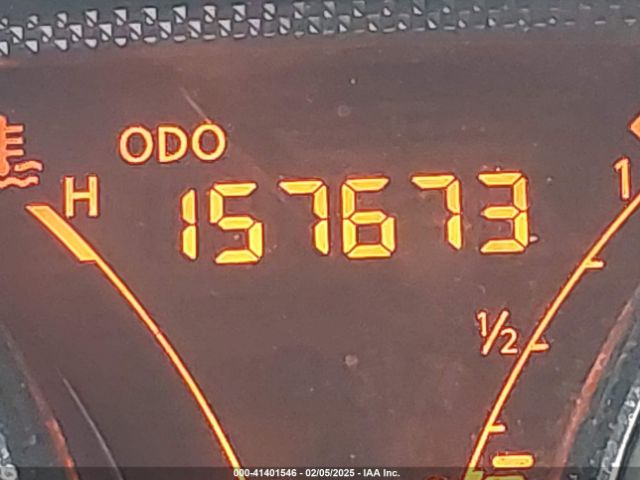 ODO
H 157673 1
1/2
000-41401546 - 02/05/2025 - IAA Inc.